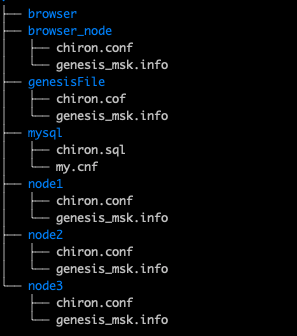 browser
browser_node
chiron.conf
genesis_msk.info
genesisFile
chiron.cof
genesis_msk.info
mysql
chiron.sql
my.cnf
node1
chiron.conf
genesis_msk.info
node2
chiron.conf
genesis_msk.info
node3
chiron.conf
genesis_msk.info